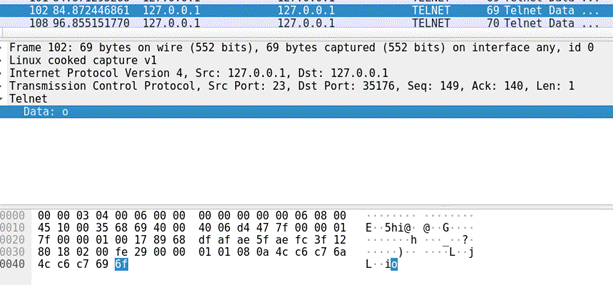 102 84.872446861 127.0.0.1 127.0.0.1 TELNET 69 Telnet Data ...
108 96.855151770 127.0.0.1 127.0.0.1 TELNET 70 Telnet Data ...
Frame 102: 69 bytes on wire (552 bits), 69 bytes captured (552 bits) on interface any, id 0
Linux cooked capture v1
Internet Protocol Version 4, Src: 127.0.0.1, Dst: 127.0.0.1
Transmission Control Protocol, Src Port: 23, Dst Port: 35176, Seq: 149, Ack: 140, Len: 1
Telnet
Data: o
0000 00 00 03 04 00 06 00 00 00 00 00 00 00 06 08 00 ········ ········
0010 45 10 00 35 68 69 40 00 40 06 d4 47 7f 00 00 01 E··5hi@· @··G····
0020 7f 00 00 01 00 17 89 68 df af ae 5f ae fc 3f 12 ·······h ···_··?·
0030 80 18 02 00 fe 29 00 00 01 01 08 0a 4c c6 c7 6a ·····)·· ····L··j
0040 4c c6 c7 69 6f L··io